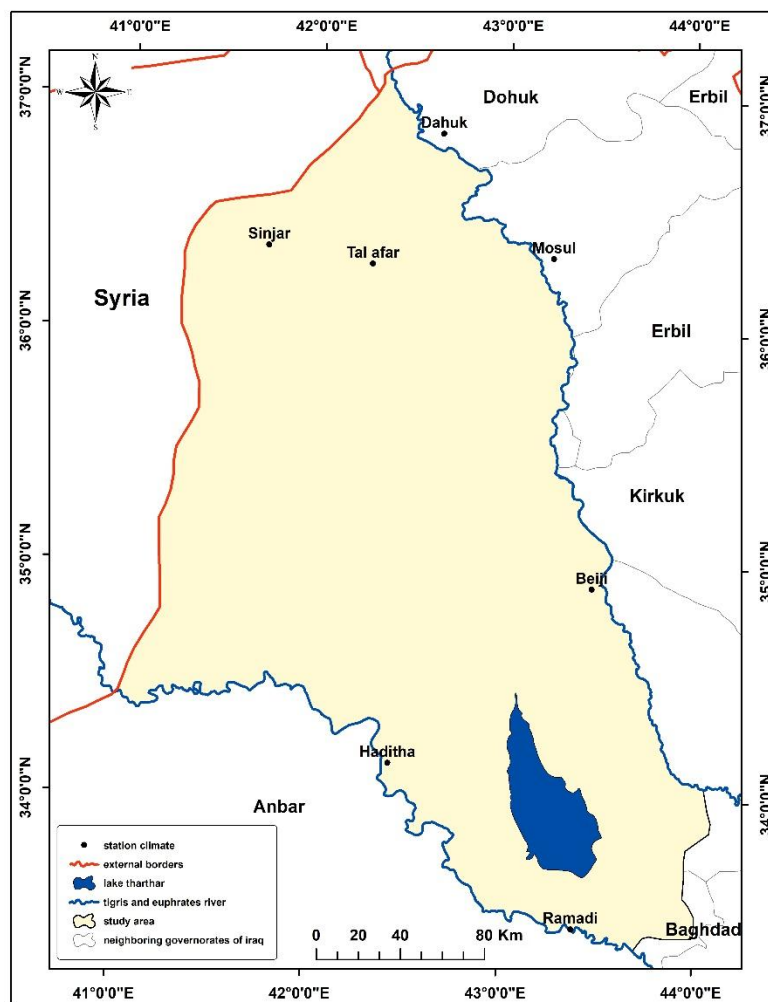 41°0'0"E
42°0'0"E
43°0'0"E
44°0'0"E
N
W
E
S
37°0'0"N
37°0'0"N
Dohuk
Erbil
Dahuk
Sinjar
Tal afar
Mosul
Syria
36°0'0"N
36°0'0"N
Erbil
Kirkuk
35°0'0"N
35°0'0"N
Beiji
Haditha
34°0'0"N
34°0'0"N
Anbar
station climate
external borders
lake tharthar
tigris and euphrates river
study area
neighboring governorates of iraq
Ramadi
Baghdad
0 20 40 80 Km
41°0'0"E
42°0'0"E
43°0'0"E
44°0'0"E